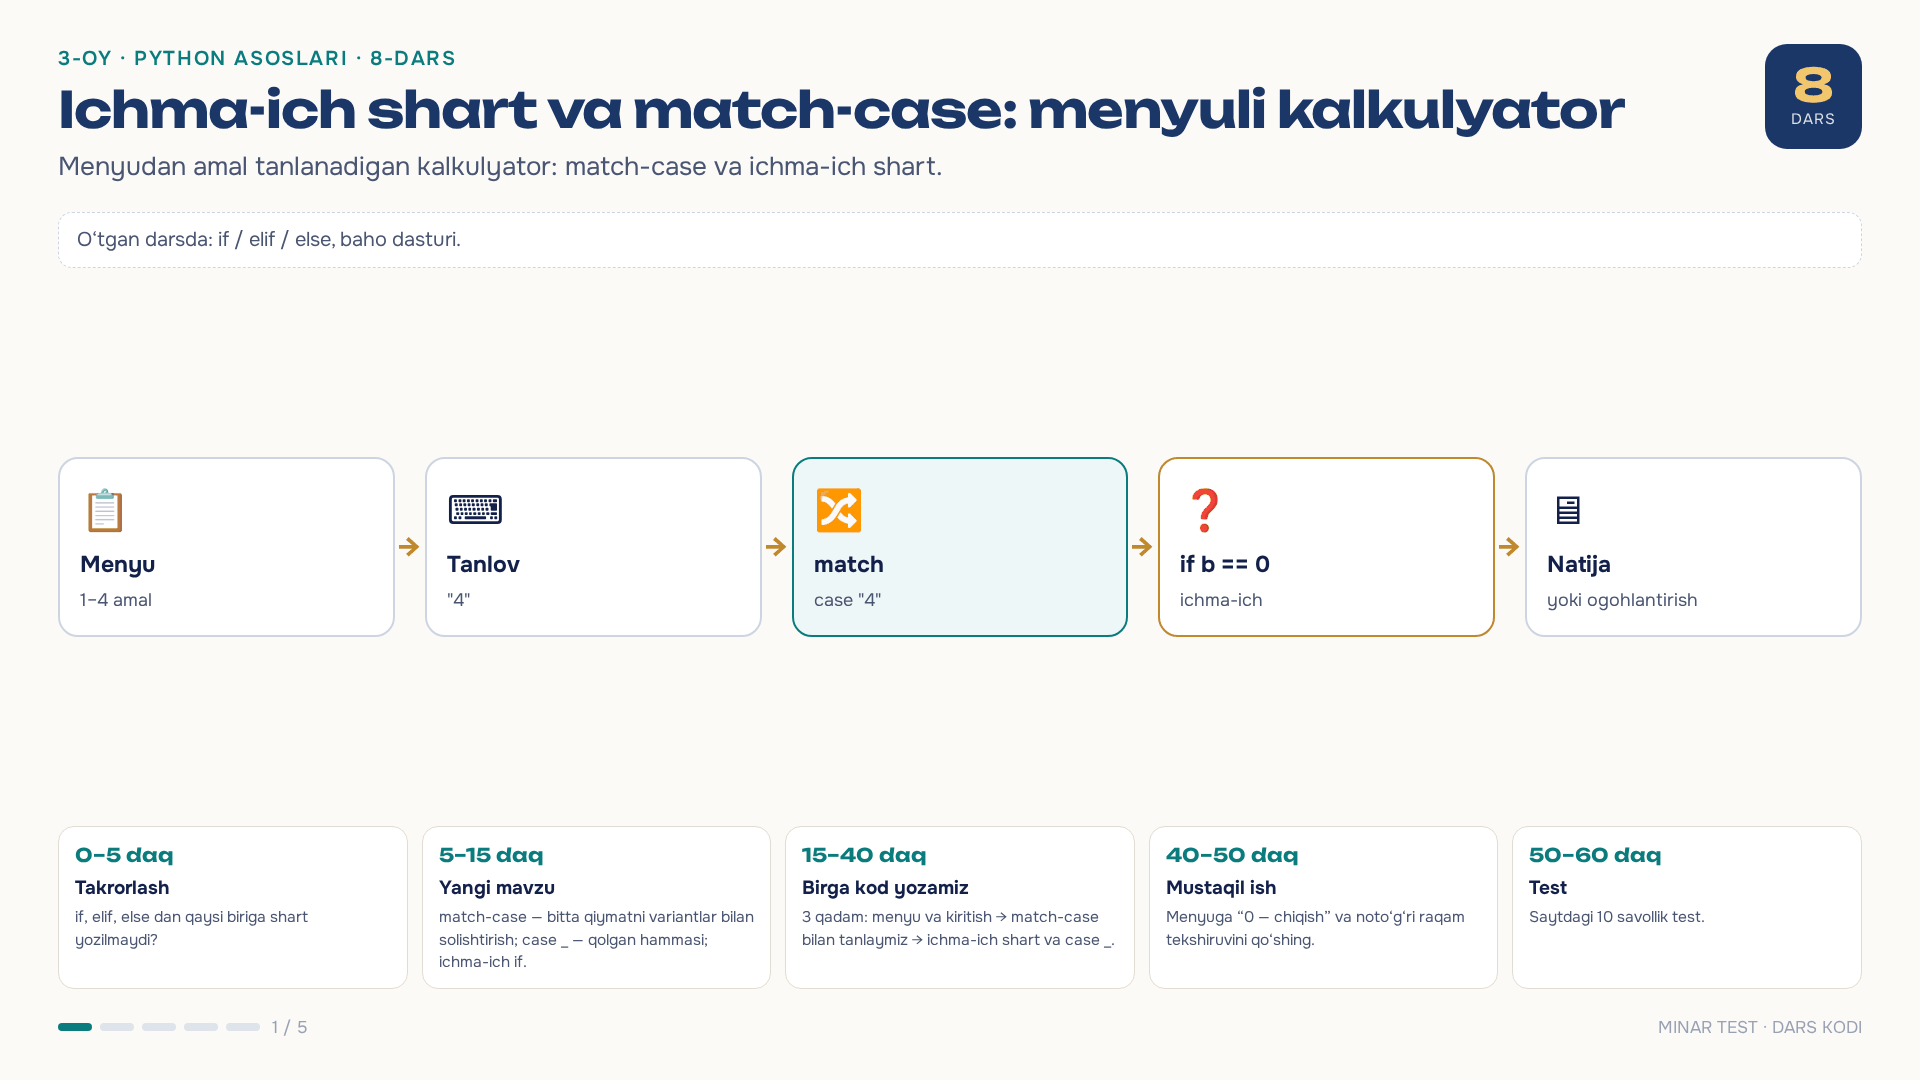 3-OY · PYTHON ASOSLARI · 8-DARS
Ichma-ich shart va match-case: menyuli kalkulyator
Menyudan amal tanlanadigan kalkulyator: match-case va ichma-ich shart.
8
DARS
O‘tgan darsda: if / elif / else, baho dasturi.
Menyu
1–4 amal
→
Tanlov
"4"
→
match
case "4"
→
❓
if b == 0
ichma-ich
→
Natija
yoki ogohlantirish
0–5 daq
Takrorlash
if, elif, else dan qaysi biriga shart
yozilmaydi?
5–15 daq
Yangi mavzu
match-case — bitta qiymatni variantlar bilan
solishtirish; case _ — qolgan hammasi;
ichma-ich if.
15–40 daq
Birga kod yozamiz
3 qadam: menyu va kiritish → match-case
bilan tanlaymiz → ichma-ich shart va case _.
40–50 daq
Mustaqil ish
Menyuga “0 — chiqish” va noto‘g‘ri raqam
tekshiruvini qo‘shing.
50–60 daq
Test
Saytdagi 10 savollik test.
1 / 5
MINAR TEST · DARS KODI